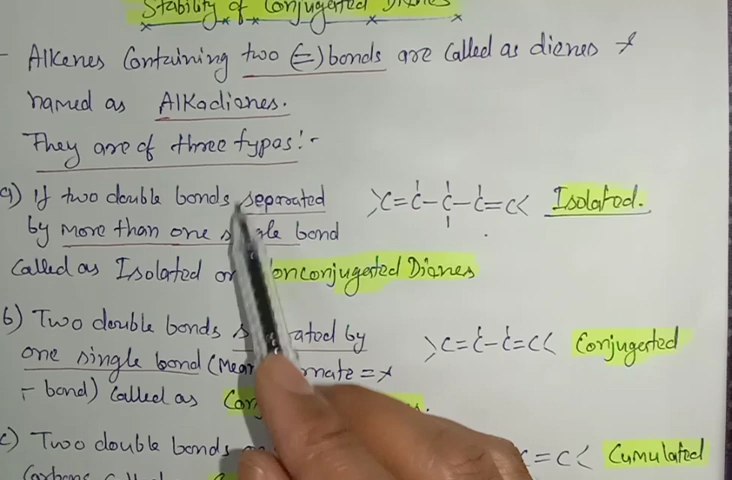 Stability of Conjugated Dienes
- Alkenes Containing two (=) bonds are called as dienes &
named as Alkadienes.
They are of three types:-
a) If two double bonds separated >C=C-C-C=C< Isolated.
by more than one single bond
Called as Isolated or Nonconjugated Dienes
b) Two double bonds by >C=C-C=C< Conjugated
one single bond (Mean = &
- bond) called as
c) Two double bonds =C< Cumulated